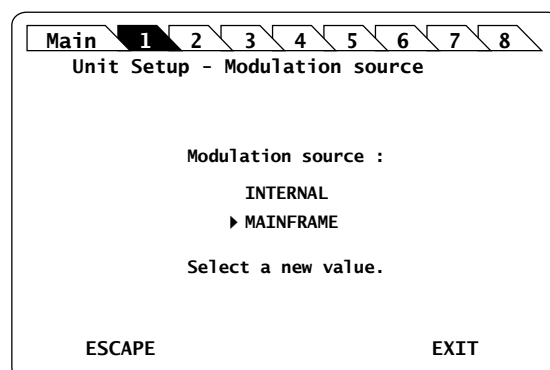 Main 1 2 3 4 5 6 7 8
Unit Setup - Modulation source
Modulation source :
INTERNAL
MAINFRAME
Select a new value.
ESCAPE EXIT